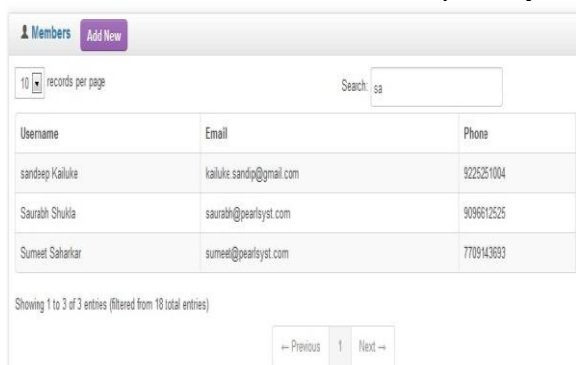 Members Add New
10 records per page Search: sa
Username Email Phone
sandeep Kailuke kailuke.sandip@gmail.com 9225251004
Saurabh Shukla saurabh@pearlsyst.com 9096612525
Sumeet Saharkar sumeet@pearlsyst.com 7709143693
Showing 1 to 3 of 3 entries (filtered from 18 total entries)
← Previous 1 Next →